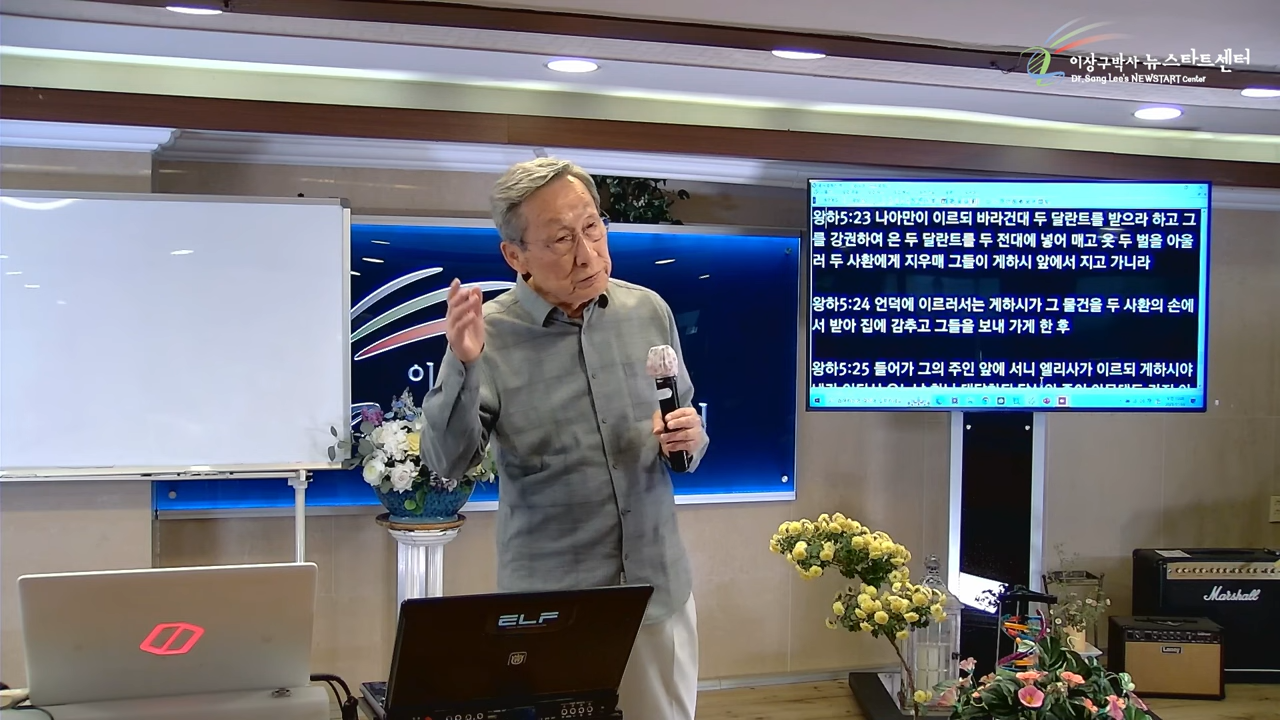 이상구박사 뉴스타트센터
Dr. Sang Lee's NEWSTART Center
왕하5:23 나아만이 이르되 바라건대 두 달란트를 받으라 하고 그
를 강권하여 은 두 달란트를 두 전대에 넣어 매고 옷 두 벌을 아울
러 두 사환에게 지우매 그들이 게하시 앞에서 지고 가니라
왕하5:24 언덕에 이르러서는 게하시가 그 물건을 두 사환의 손에
서 받아 집에 감추고 그들을 보내 가게 한 후
왕하5:25 들어가 그의 주인 앞에 서니 엘리사가 이르되 게하시야
이
ELF
Marshall
Laney